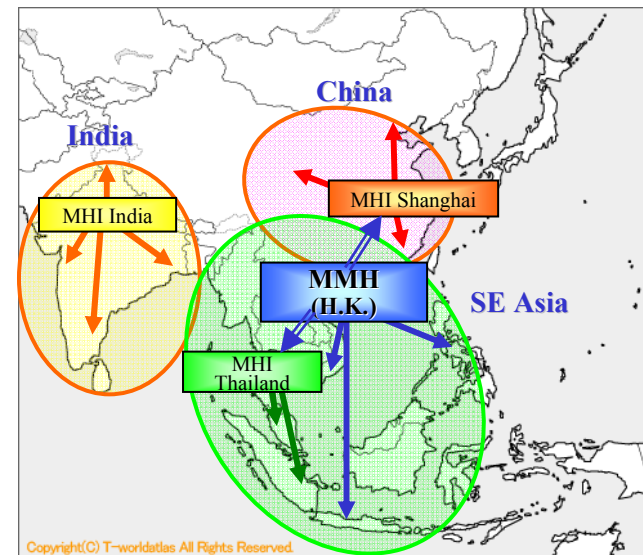 China
India
MHI India
MHI Shanghai
MMH
(H.K.)
SE Asia
MHI
Thailand
Copyright(C) T-worldatlas All Rights Reserved.